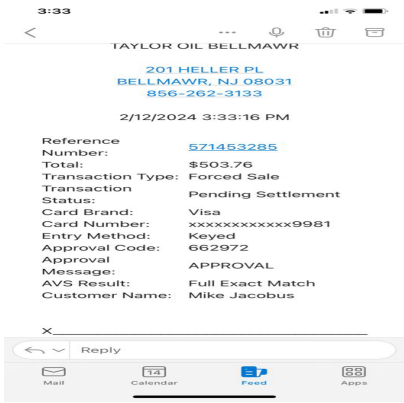 3:33
TAYLOR OIL BELLMAWR
201 HELLER PL
BELLMAWR, NJ 08031
856-262-3133
2/12/2024 3:33:16 PM
Reference Number: 571453285
Total: $503.76
Transaction Type: Forced Sale
Transaction Status: Pending Settlement
Card Brand: Visa
Card Number: xxxxxxxxxxxx9981
Entry Method: Keyed
Approval Code: 662972
Approval Message: APPROVAL
AVS Result: Full Exact Match
Customer Name: Mike Jacobus
X
Reply
14
Mail Calendar Feed Apps